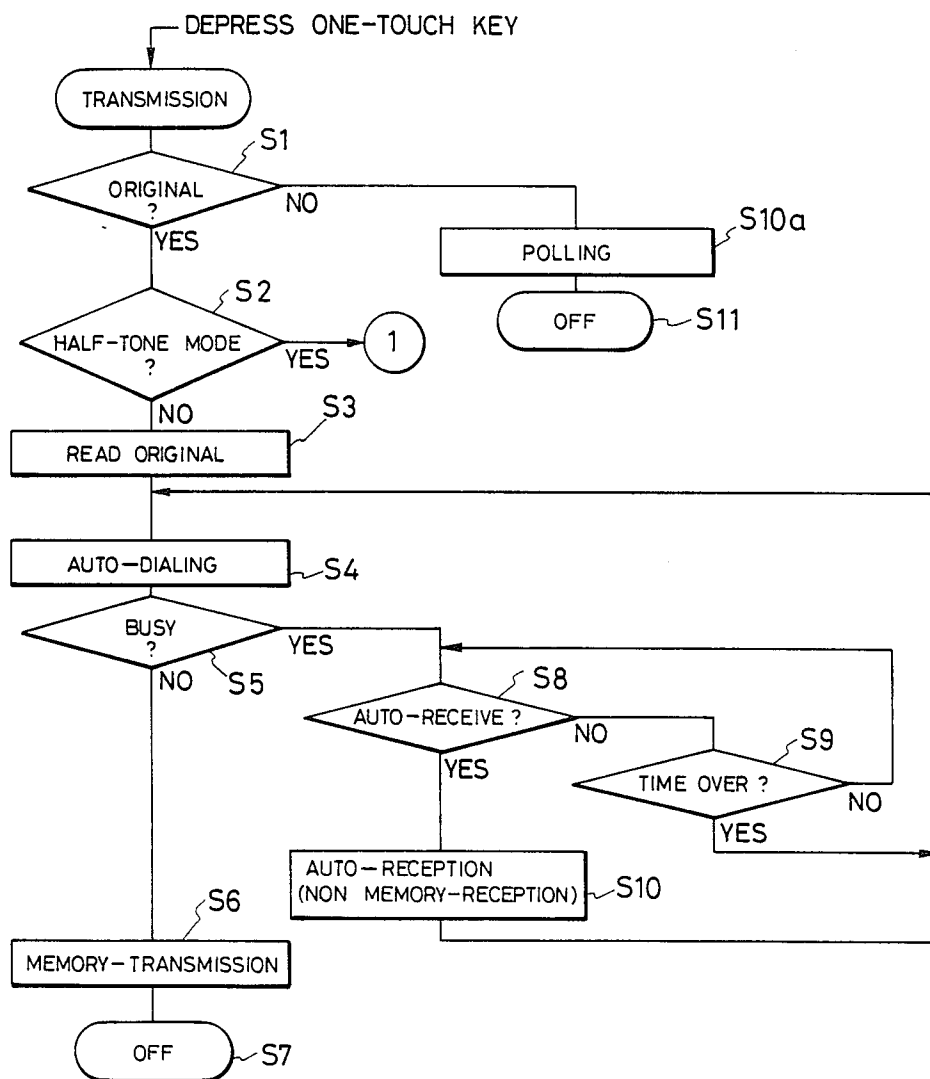 DEPRESS ONE-TOUCH KEY
TRANSMISSION
S1
ORIGINAL
?
NO
YES
S10a
POLLING
S2
OFF
S11
HALF-TONE MODE
?
YES
1
NO
S3
READ ORIGINAL
AUTO-DIALING
S4
BUSY
?
YES
NO
S5
S8
AUTO-RECEIVE ?
NO
YES
S9
TIME OVER ?
NO
YES
AUTO-RECEPTION
(NON MEMORY-RECEPTION)
S10
S6
MEMORY-TRANSMISSION
OFF
S7